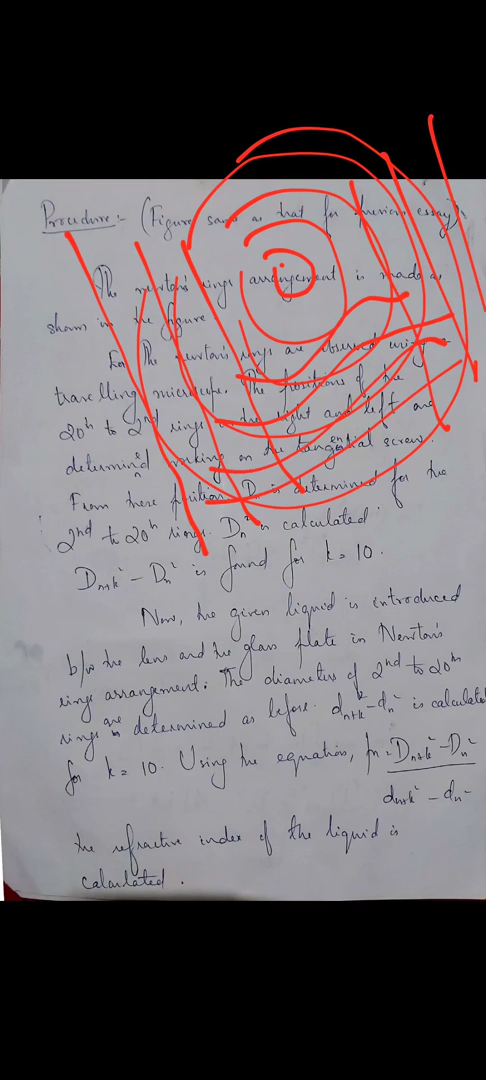 Procedure:- (Figure same as that for previous essay).
The newton's rings arrangement is made as
shown in the figure.
For The newton's rings are observed using a
travelling microscope. The positions of the
20th to 2nd rings on the right and left are
determined working on the tangential screw.
From these position Dn is determined for the
2nd to 20th rings. Dn² is calculated
Dn+k² - Dn² is found for k = 10.
Now, the given liquid is introduced
b/w the lens and the glass plate in Newton's
rings arrangement. The diameters of 2nd to 20th
rings are determined as before. dn+k² - dn² is calculated
for k = 10. Using the equation, n = Dn+k² - Dn²
dn+k² - dn²
the refractive index of the liquid is
calculated.